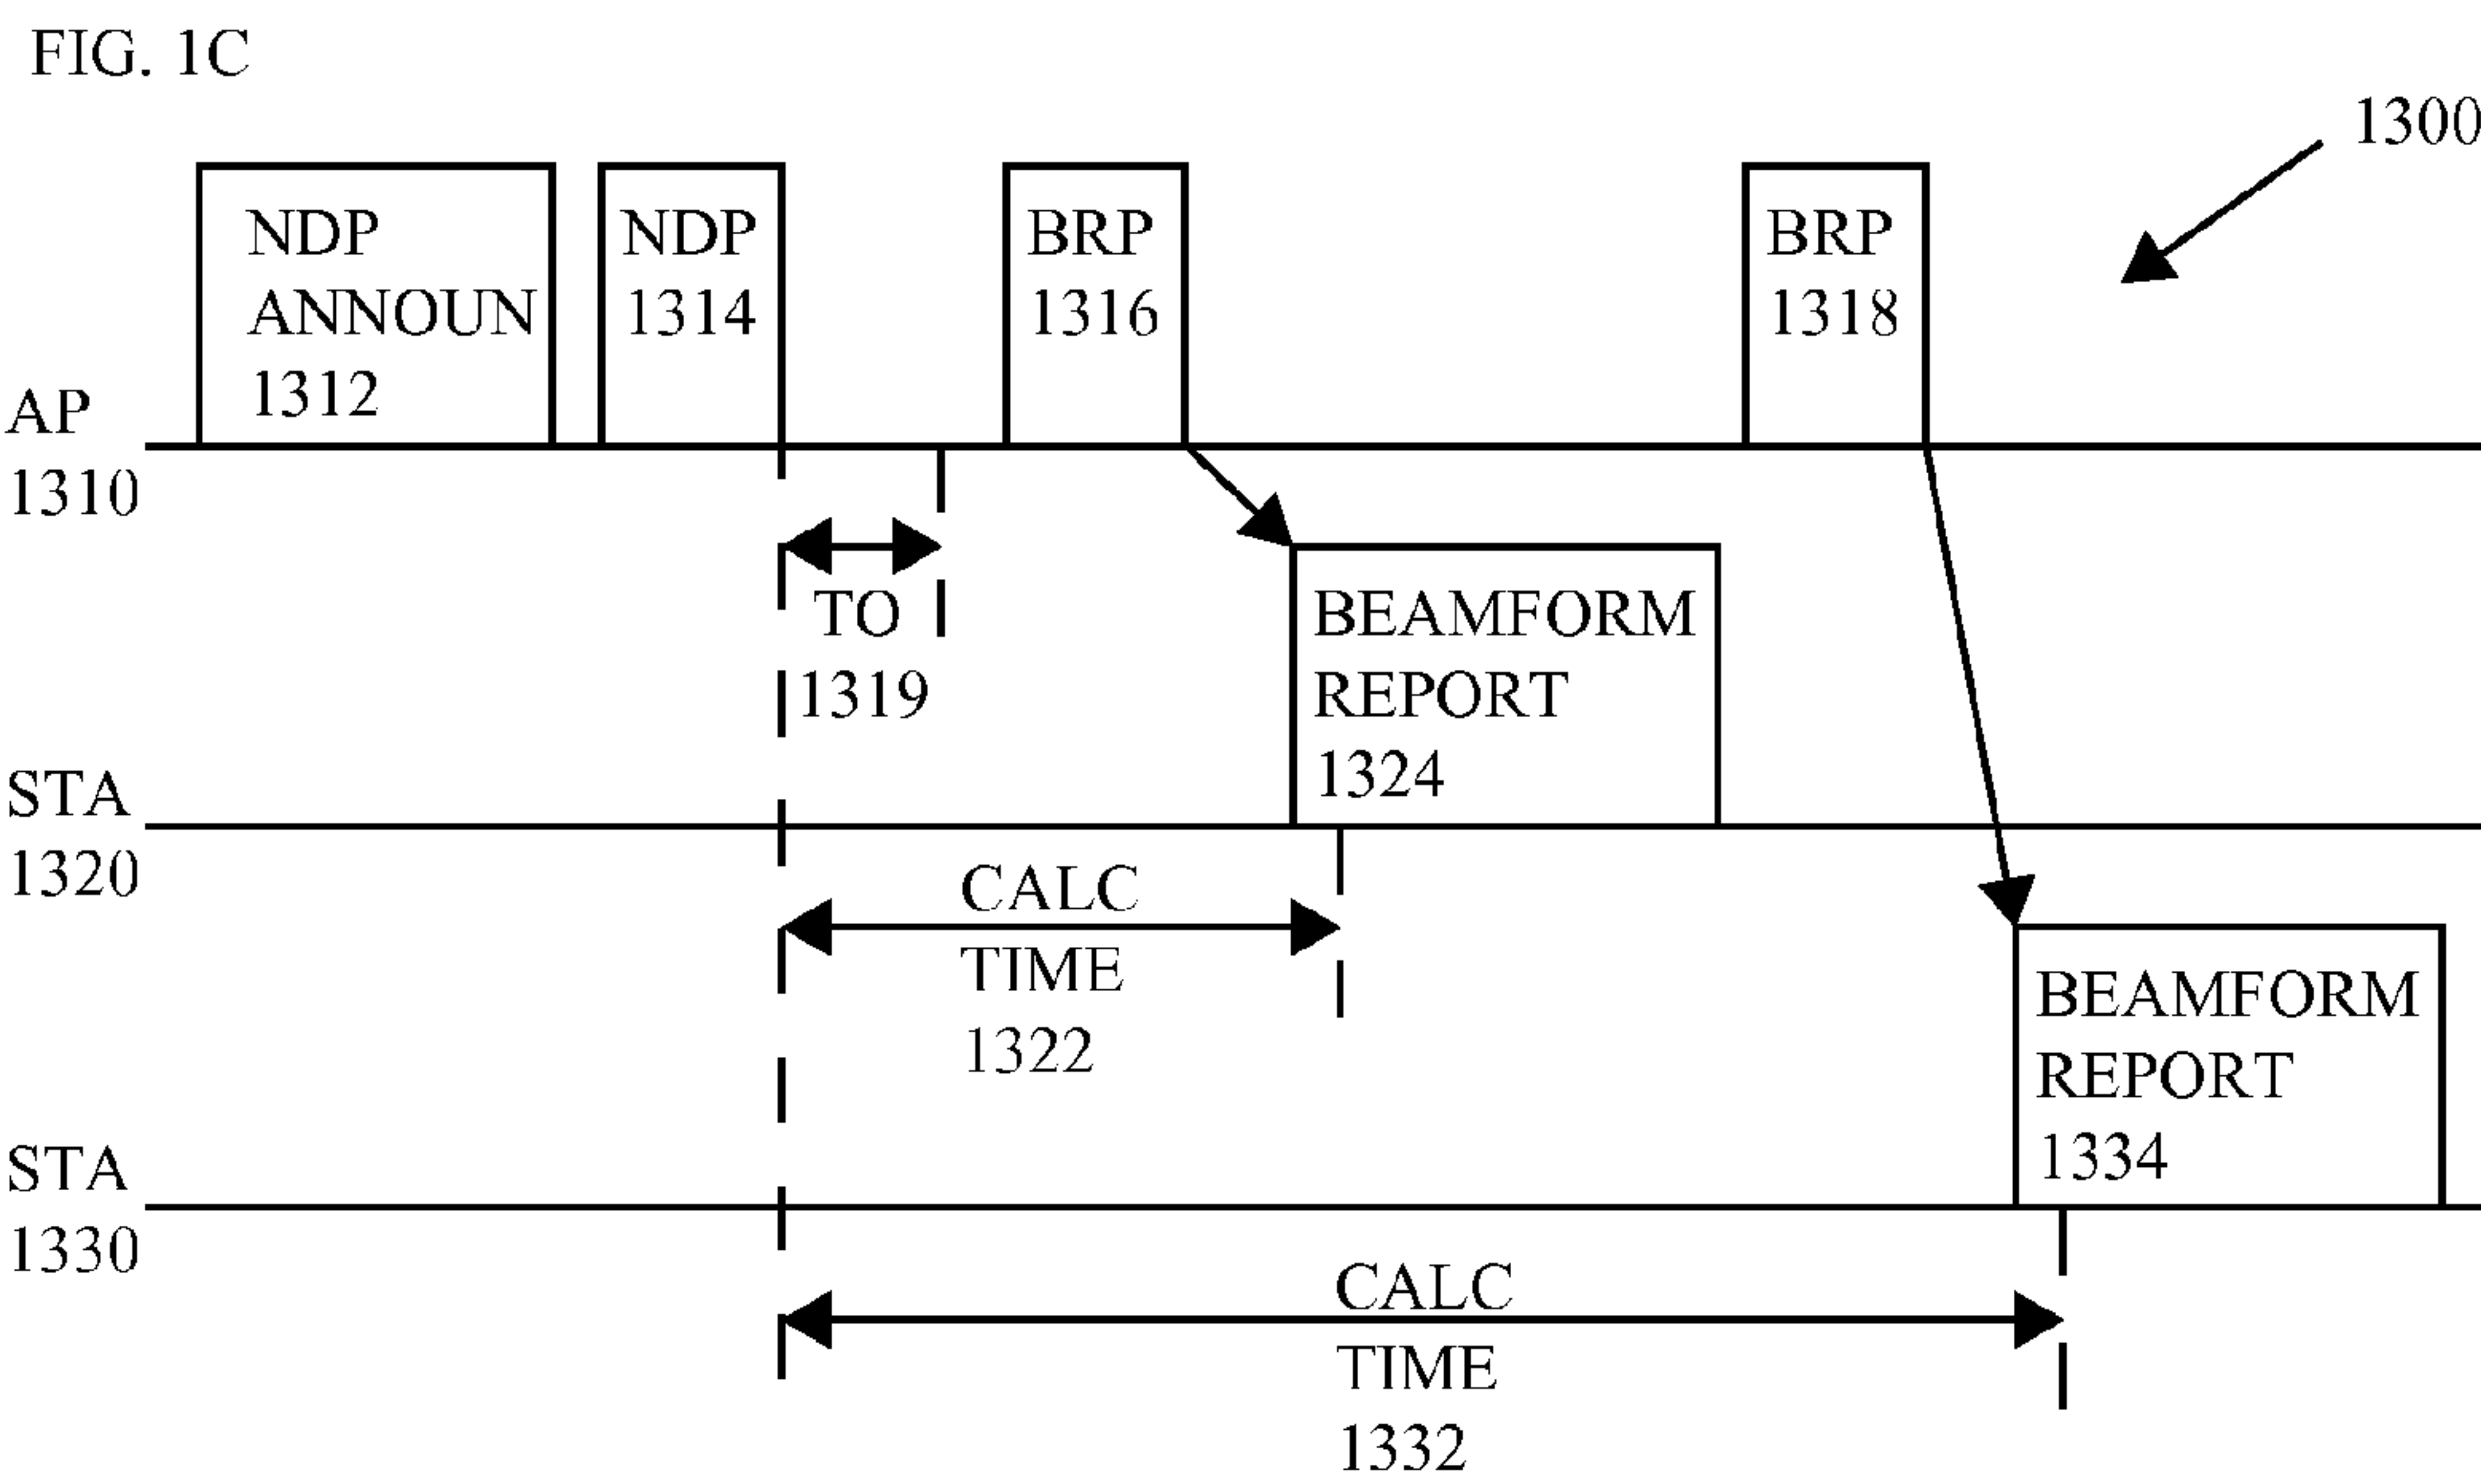 FIG. 1C
1300
NDP
ANNOUN
1312
NDP
1314
BRP
1316
BRP
1318
AP
1310
TO
1319
BEAMFORM
REPORT
1324
STA
1320
CALC
TIME
1322
BEAMFORM
REPORT
1334
STA
1330
CALC
TIME
1332